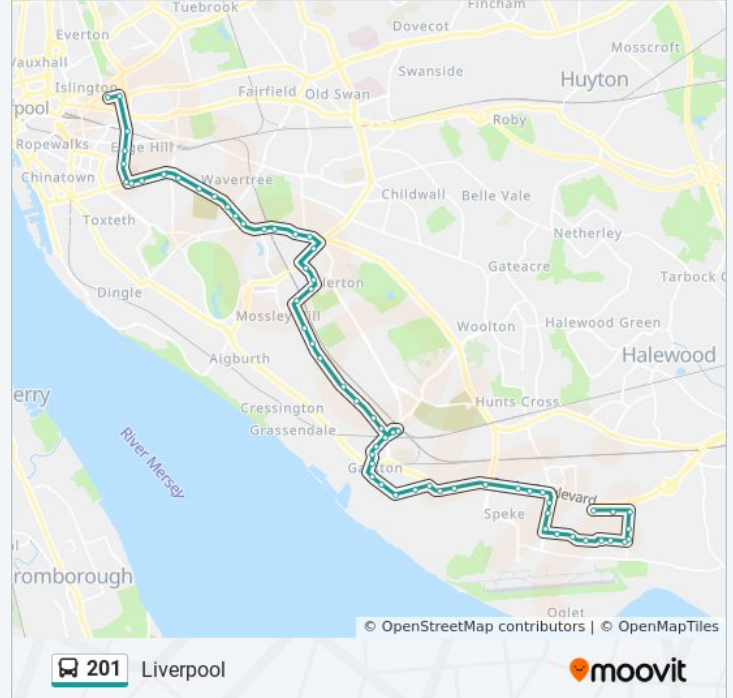 Fincham
Tuebrook
Dovecot
Everton
Mosscroft
Vauxhall
Swanside
Huyton
Islington
Fairfield
Old Swan
rpool
Roby
Ropewalks
Edge Hill
Chinatown
Wavertree
Childwall
Belle Vale
Toxteth
Netherley
Gateacre
Tarbock
Dingle
llerton
Mossley Hill
Woolton
Halewood Green
Aigburth
Halewood
erry
Cressington
Hunts Cross
Grassendale
River Mersey
Garston
levard
Speke
romborough
Oglet
© OpenStreetMap contributors | © OpenMapTiles
201 Liverpool
moovit